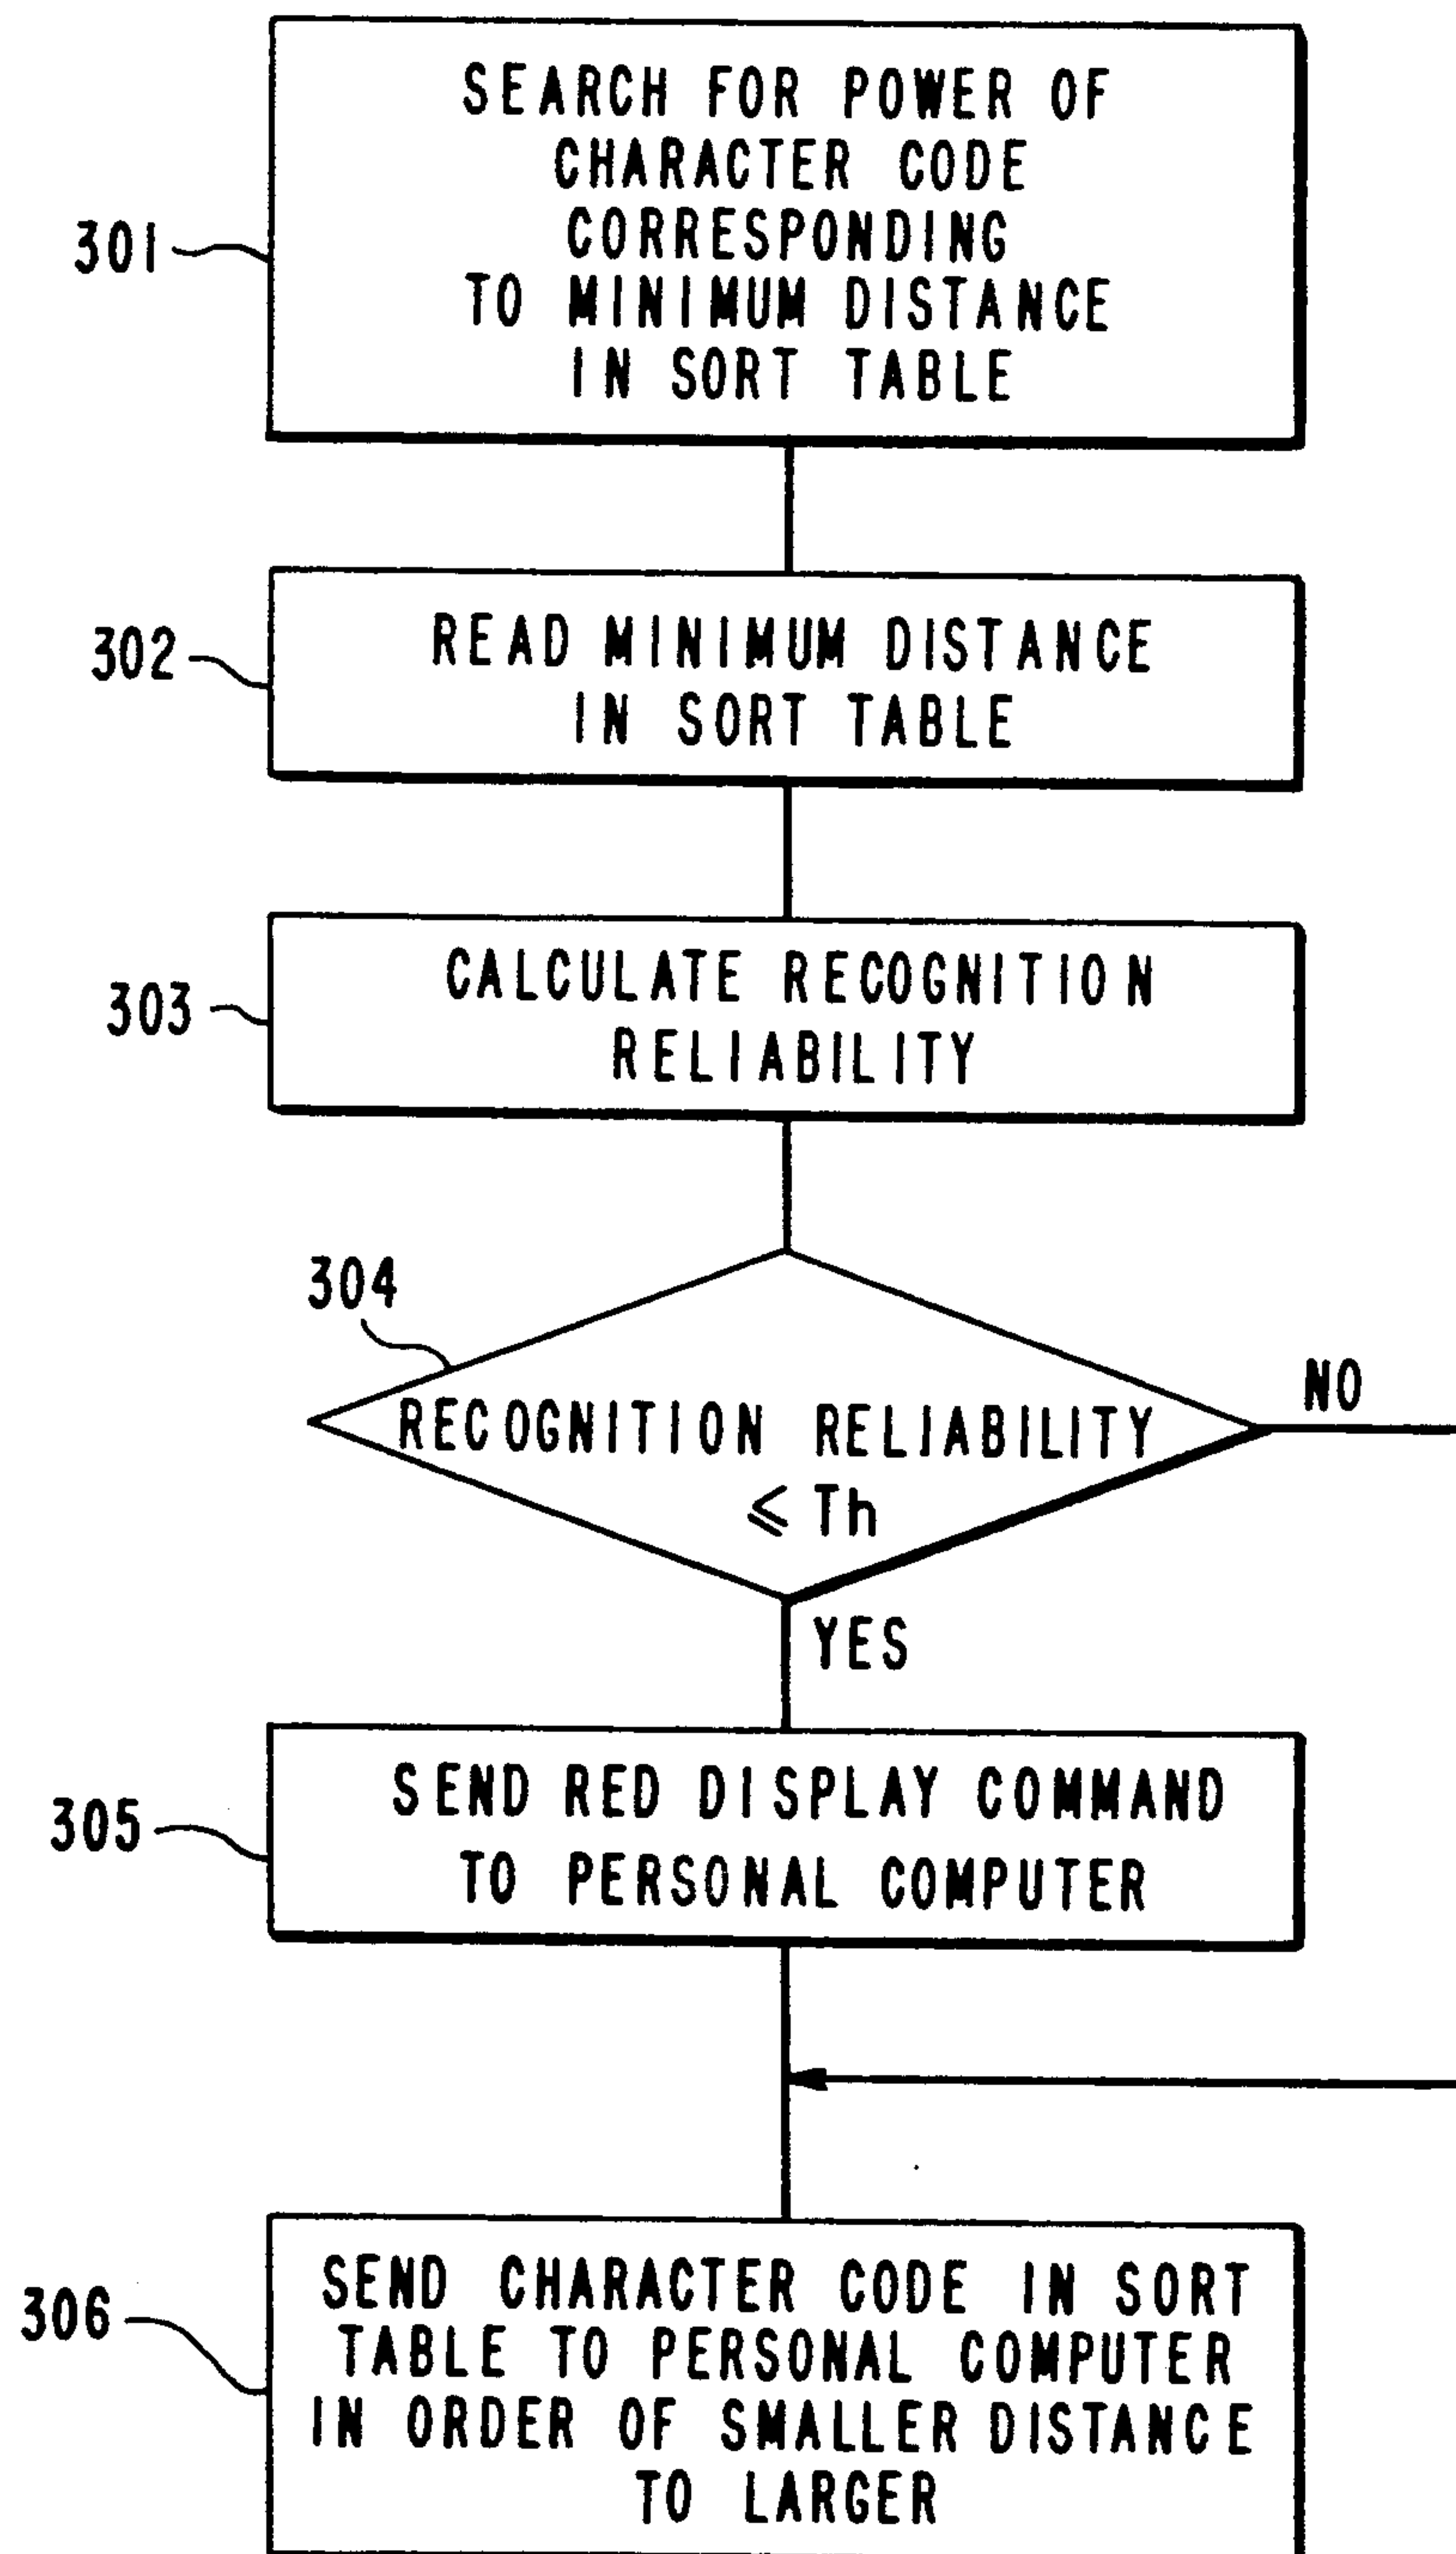 SEARCH FOR POWER OF
CHARACTER CODE
CORRESPONDING
TO MINIMUM DISTANCE
IN SORT TABLE
301
READ MINIMUM DISTANCE
IN SORT TABLE
302
CALCULATE RECOGNITION
RELIABILITY
303
304
RECOGNITION RELIABILITY
≤ Th
NO
YES
SEND RED DISPLAY COMMAND
TO PERSONAL COMPUTER
305
SEND CHARACTER CODE IN SORT
TABLE TO PERSONAL COMPUTER
IN ORDER OF SMALLER DISTANCE
TO LARGER
306